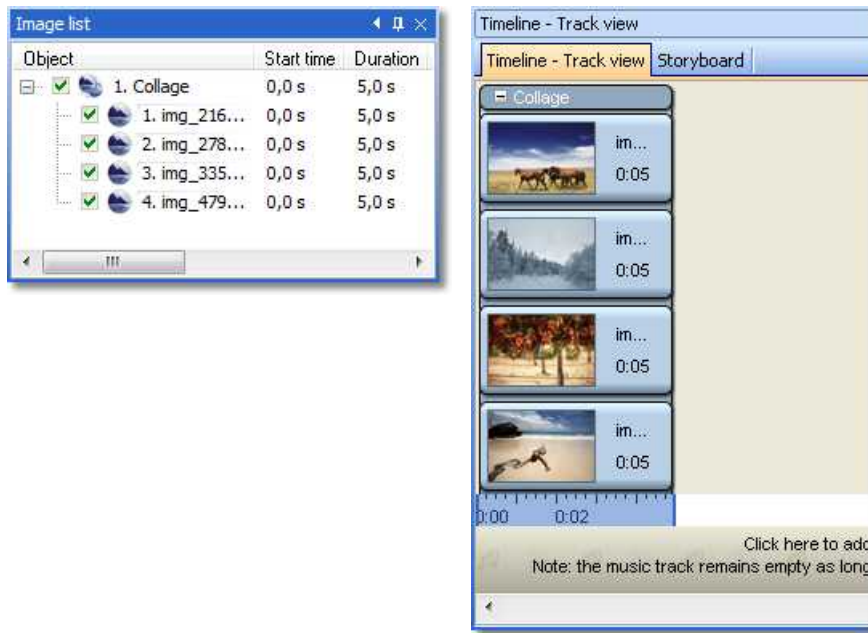 Image list
Object Start time Duration
1. Collage 0,0 s 5,0 s
1. img_216... 0,0 s 5,0 s
2. img_278... 0,0 s 5,0 s
3. img_335... 0,0 s 5,0 s
4. img_479... 0,0 s 5,0 s
Timeline - Track view
Timeline - Track view Storyboard
Collage
im...
0:05
im...
0:05
im...
0:05
im...
0:05
0:00 0:02
Click here to add
Note: the music track remains empty as long